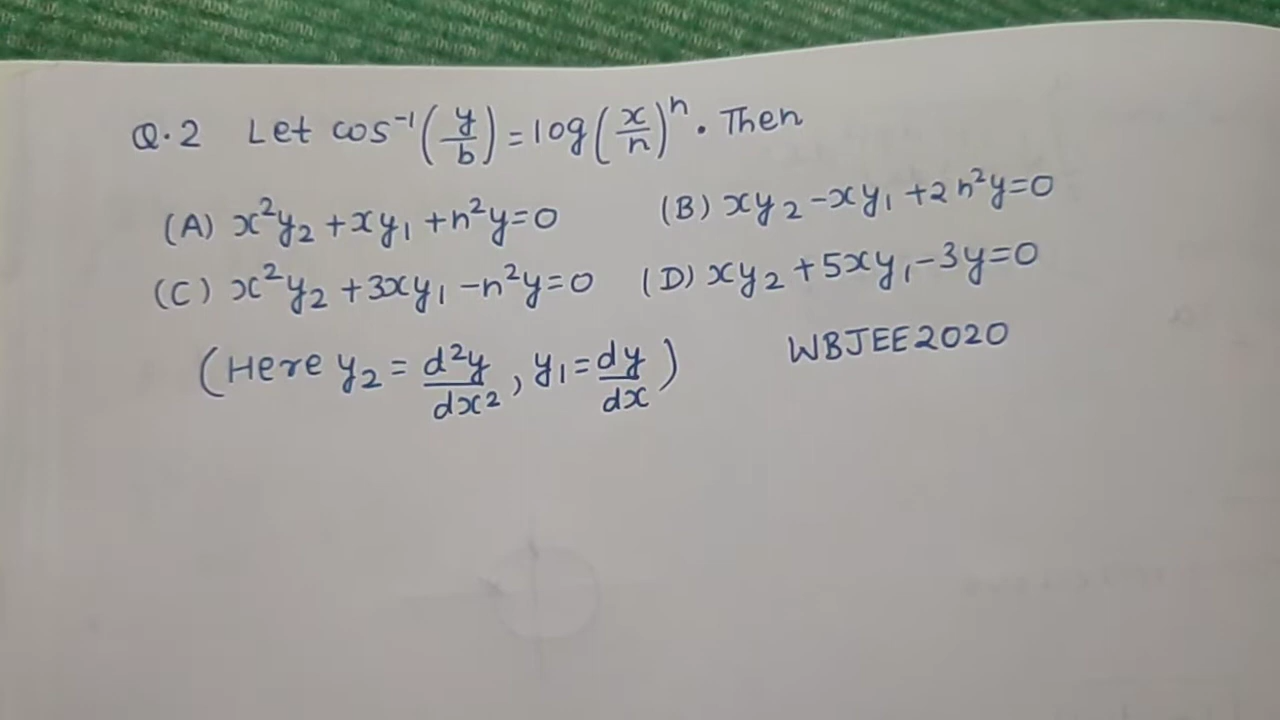 Q.2 Let cos⁻¹(y/b) = log(x/n)ⁿ. Then
(A) x²y₂ + xy₁ + n²y = 0 (B) xy₂ - xy₁ + 2n²y = 0
(C) x²y₂ + 3xy₁ - n²y = 0 (D) xy₂ + 5xy₁ - 3y = 0
(Here y₂ = d²y/dx², y₁ = dy/dx) WBJEE2020